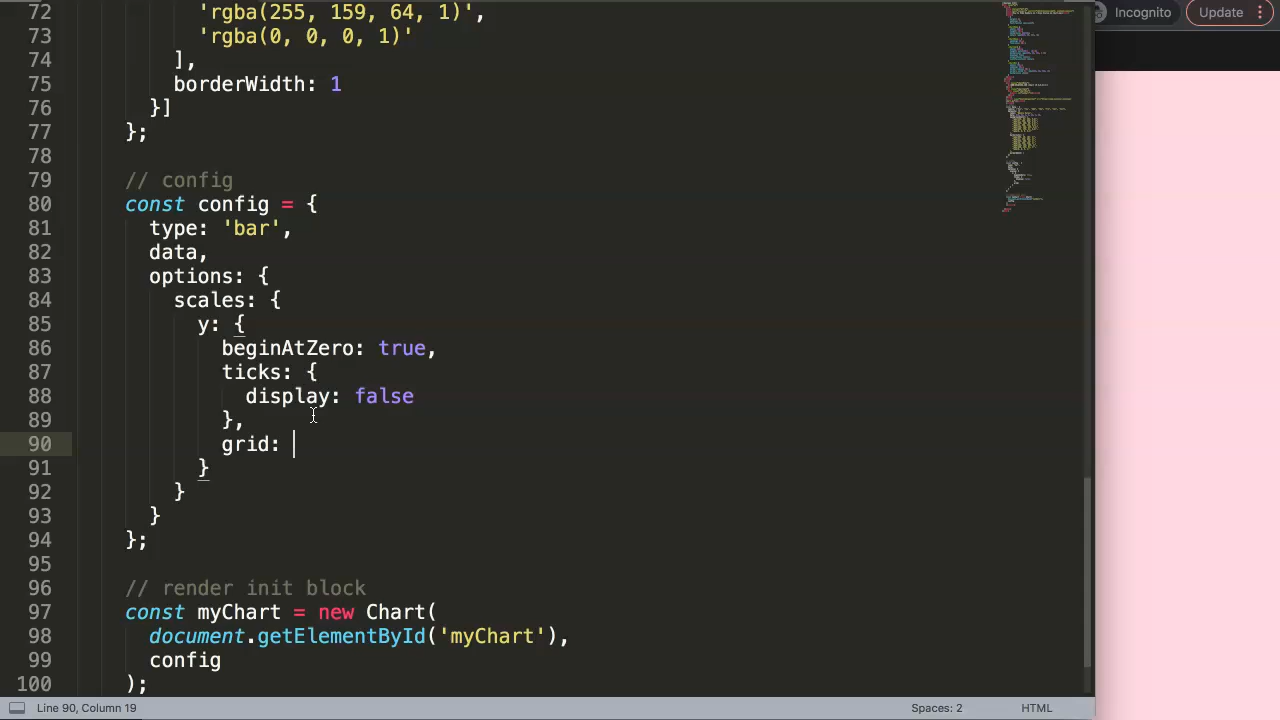 Incognito
Update
72 'rgba(255, 159, 64, 1)',
73 'rgba(0, 0, 0, 1)'
74 ],
75 borderWidth: 1
76 }]
77 };
78
79 // config
80 const config = {
81 type: 'bar',
82 data,
83 options: {
84 scales: {
85 y: {
86 beginAtZero: true,
87 ticks: {
88 display: false
89 },
90 grid:
91 }
92 }
93 }
94 };
95
96 // render init block
97 const myChart = new Chart(
98 document.getElementById('myChart'),
99 config
100 );
Line 90, Column 19
Spaces: 2
HTML